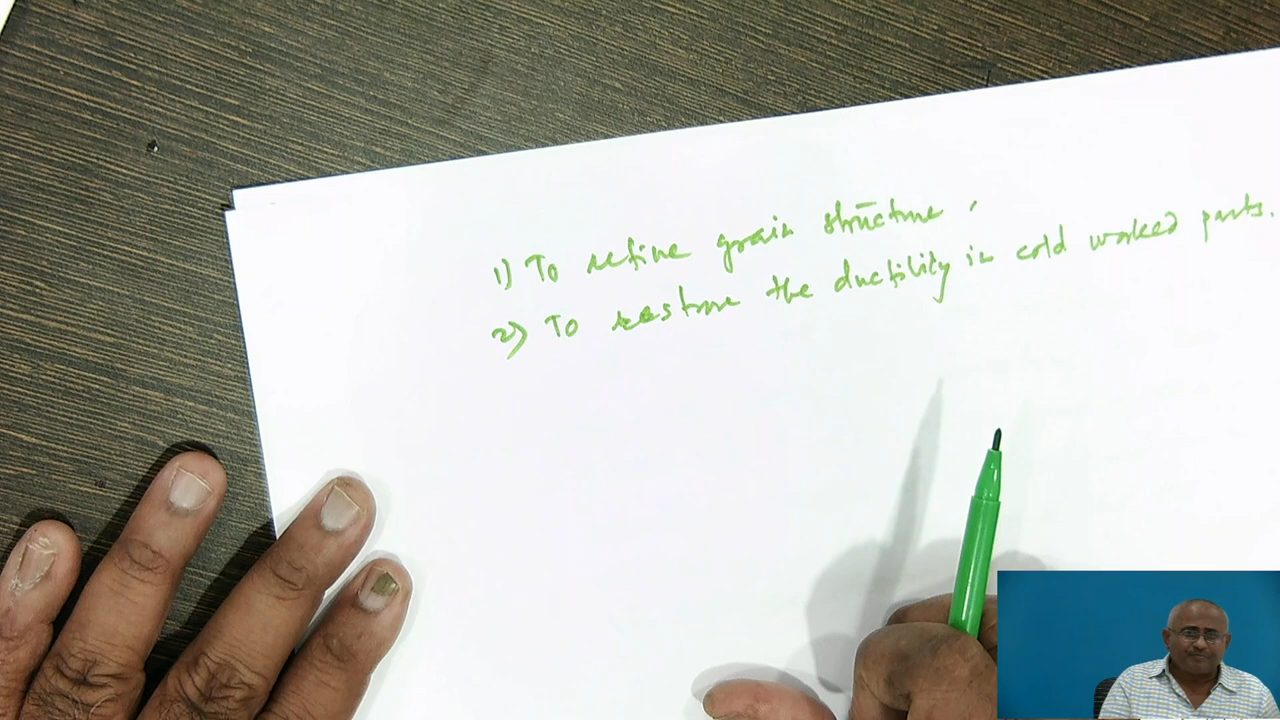 1) To refine grain structure.
2) To restore the ductility in cold worked parts.